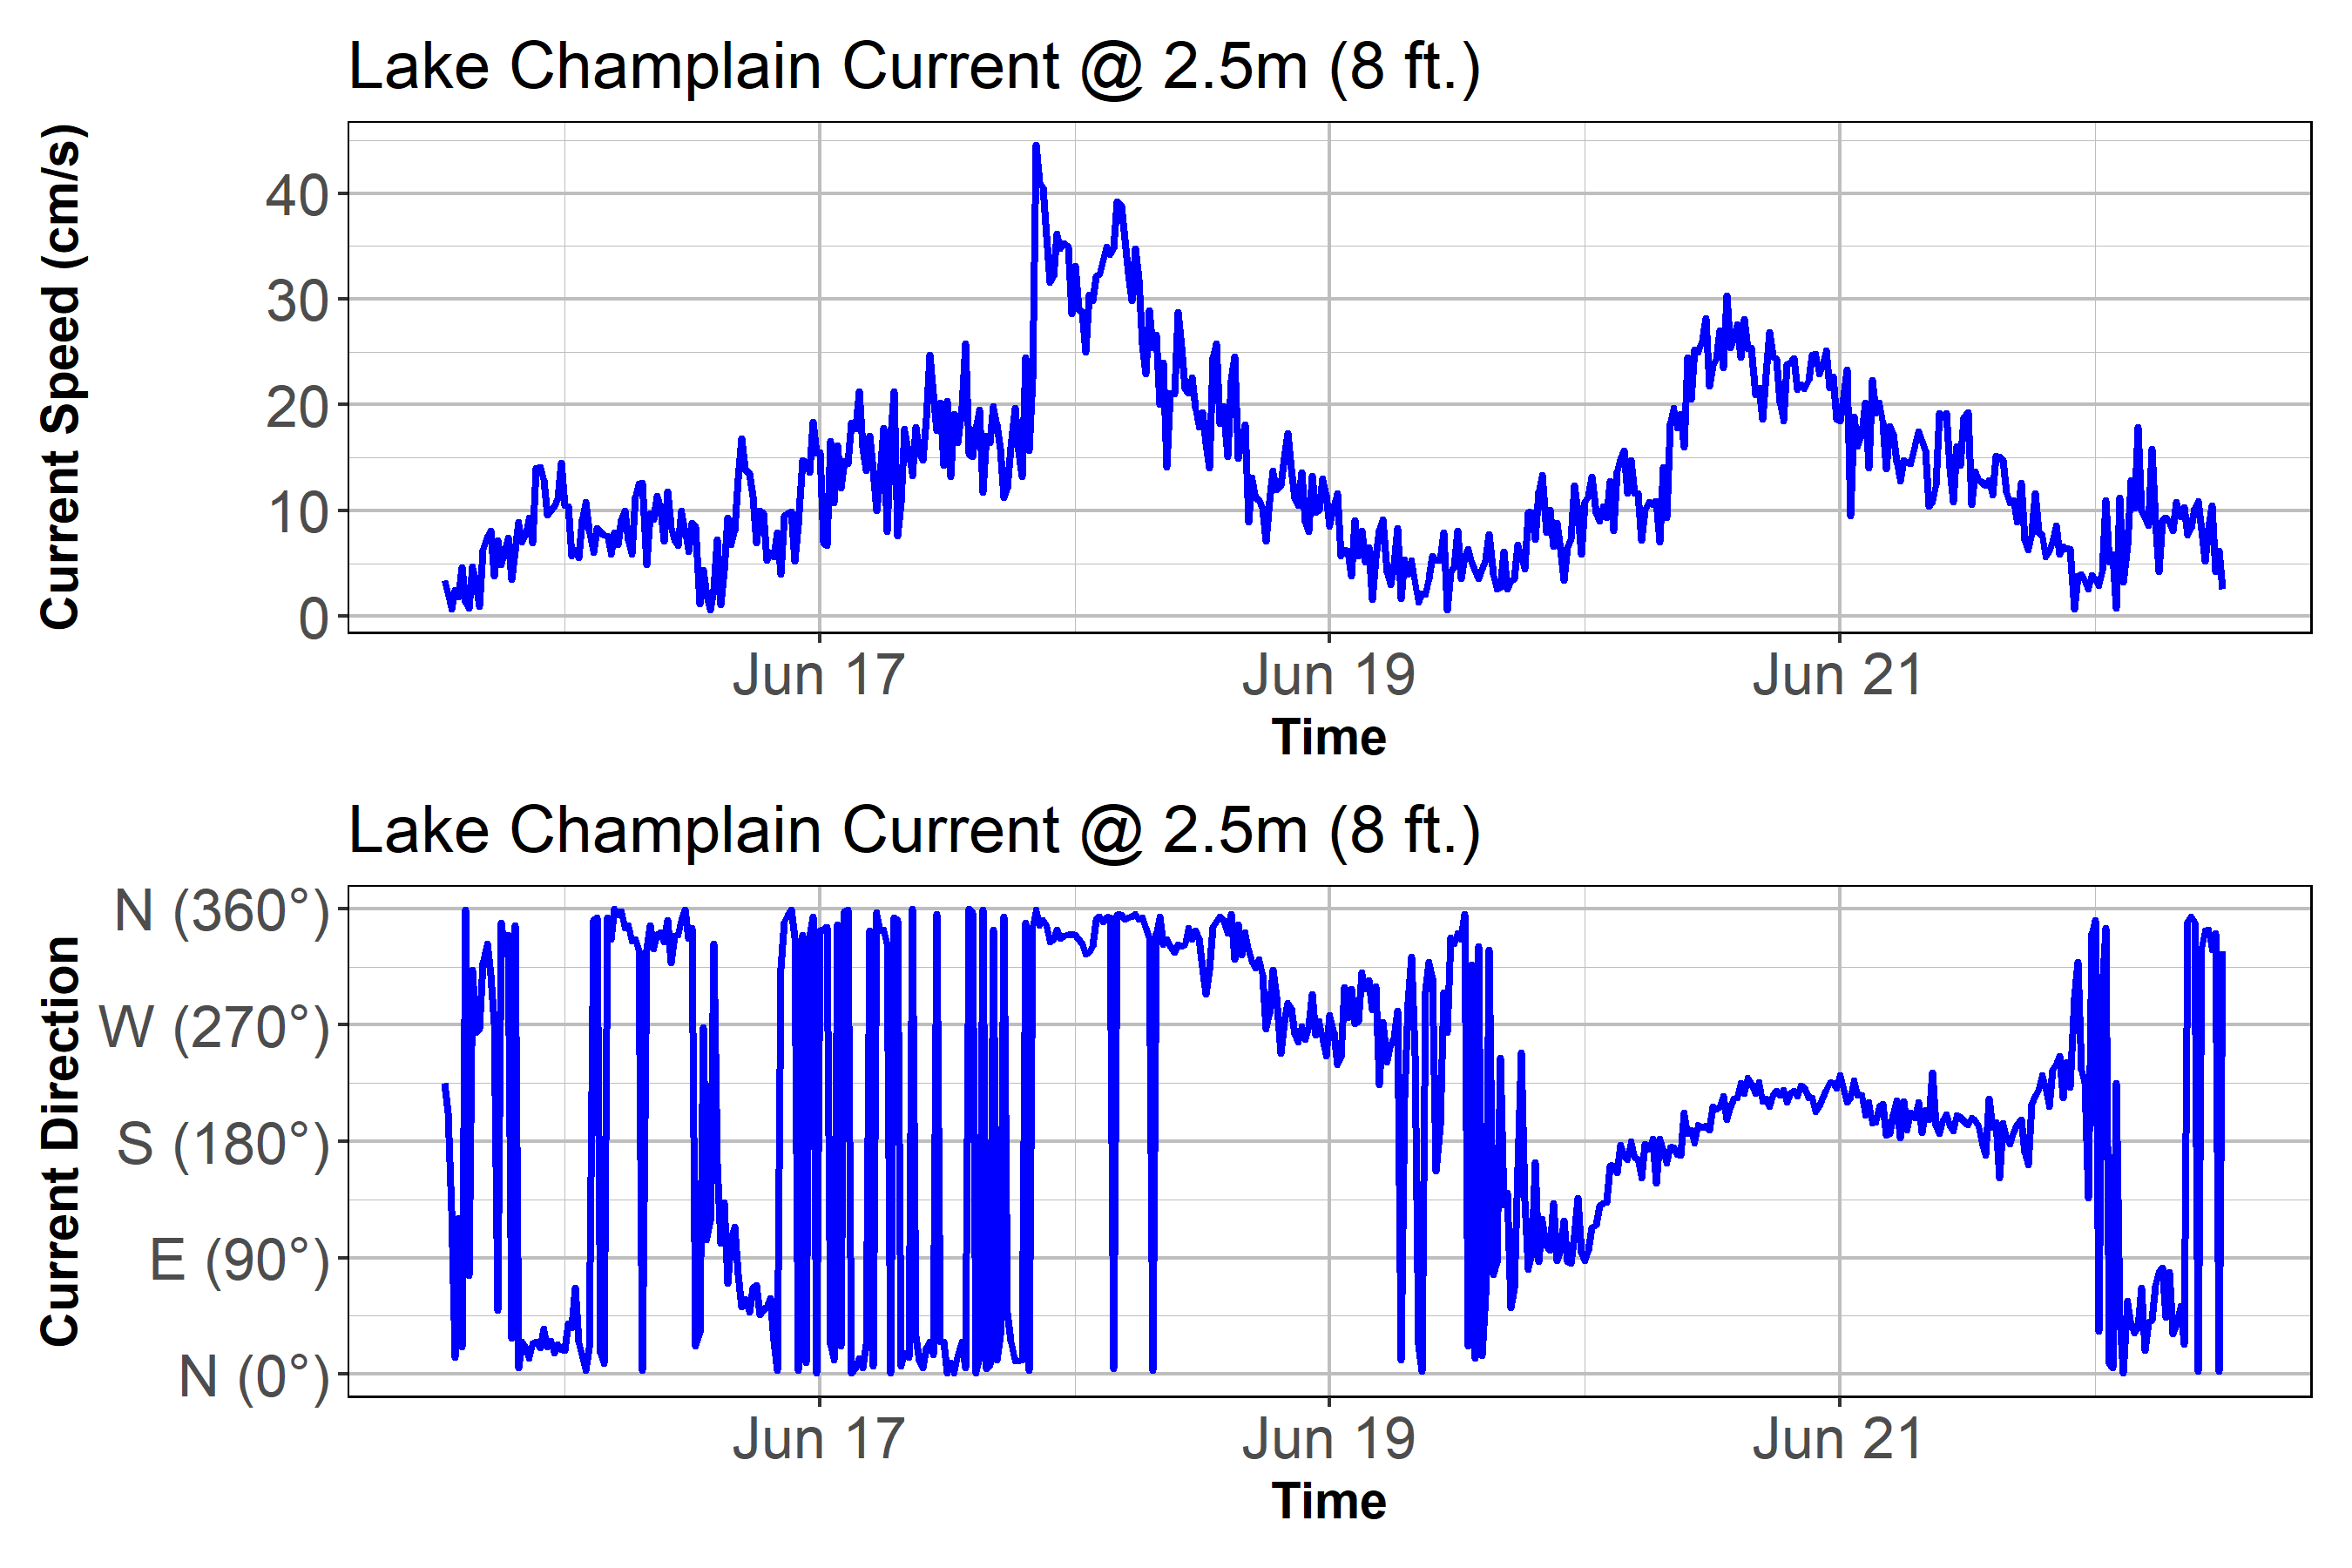 Lake Champlain Current @ 2.5m (8 ft.)
Current Speed (cm/s)
40
30
20
10
0
Jun 17 Jun 19 Jun 21
Time
Lake Champlain Current @ 2.5m (8 ft.)
Current Direction
N (360°)
W (270°)
S (180°)
E (90°)
N (0°)
Jun 17 Jun 19 Jun 21
Time